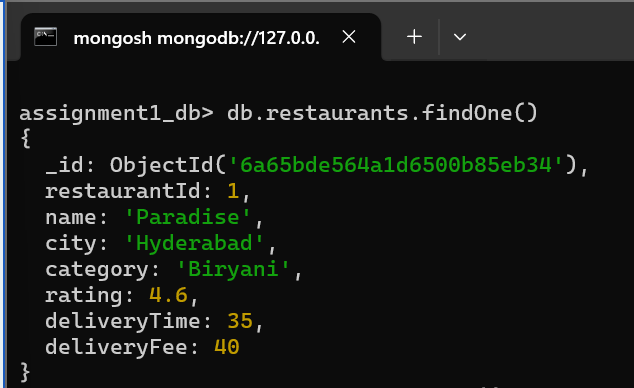 mongosh mongodb://127.0.0.
assignment1_db> db.restaurants.findOne()
{
  _id: ObjectId('6a65bde564a1d6500b85eb34'),
  restaurantId: 1,
  name: 'Paradise',
  city: 'Hyderabad',
  category: 'Biryani',
  rating: 4.6,
  deliveryTime: 35,
  deliveryFee: 40
}